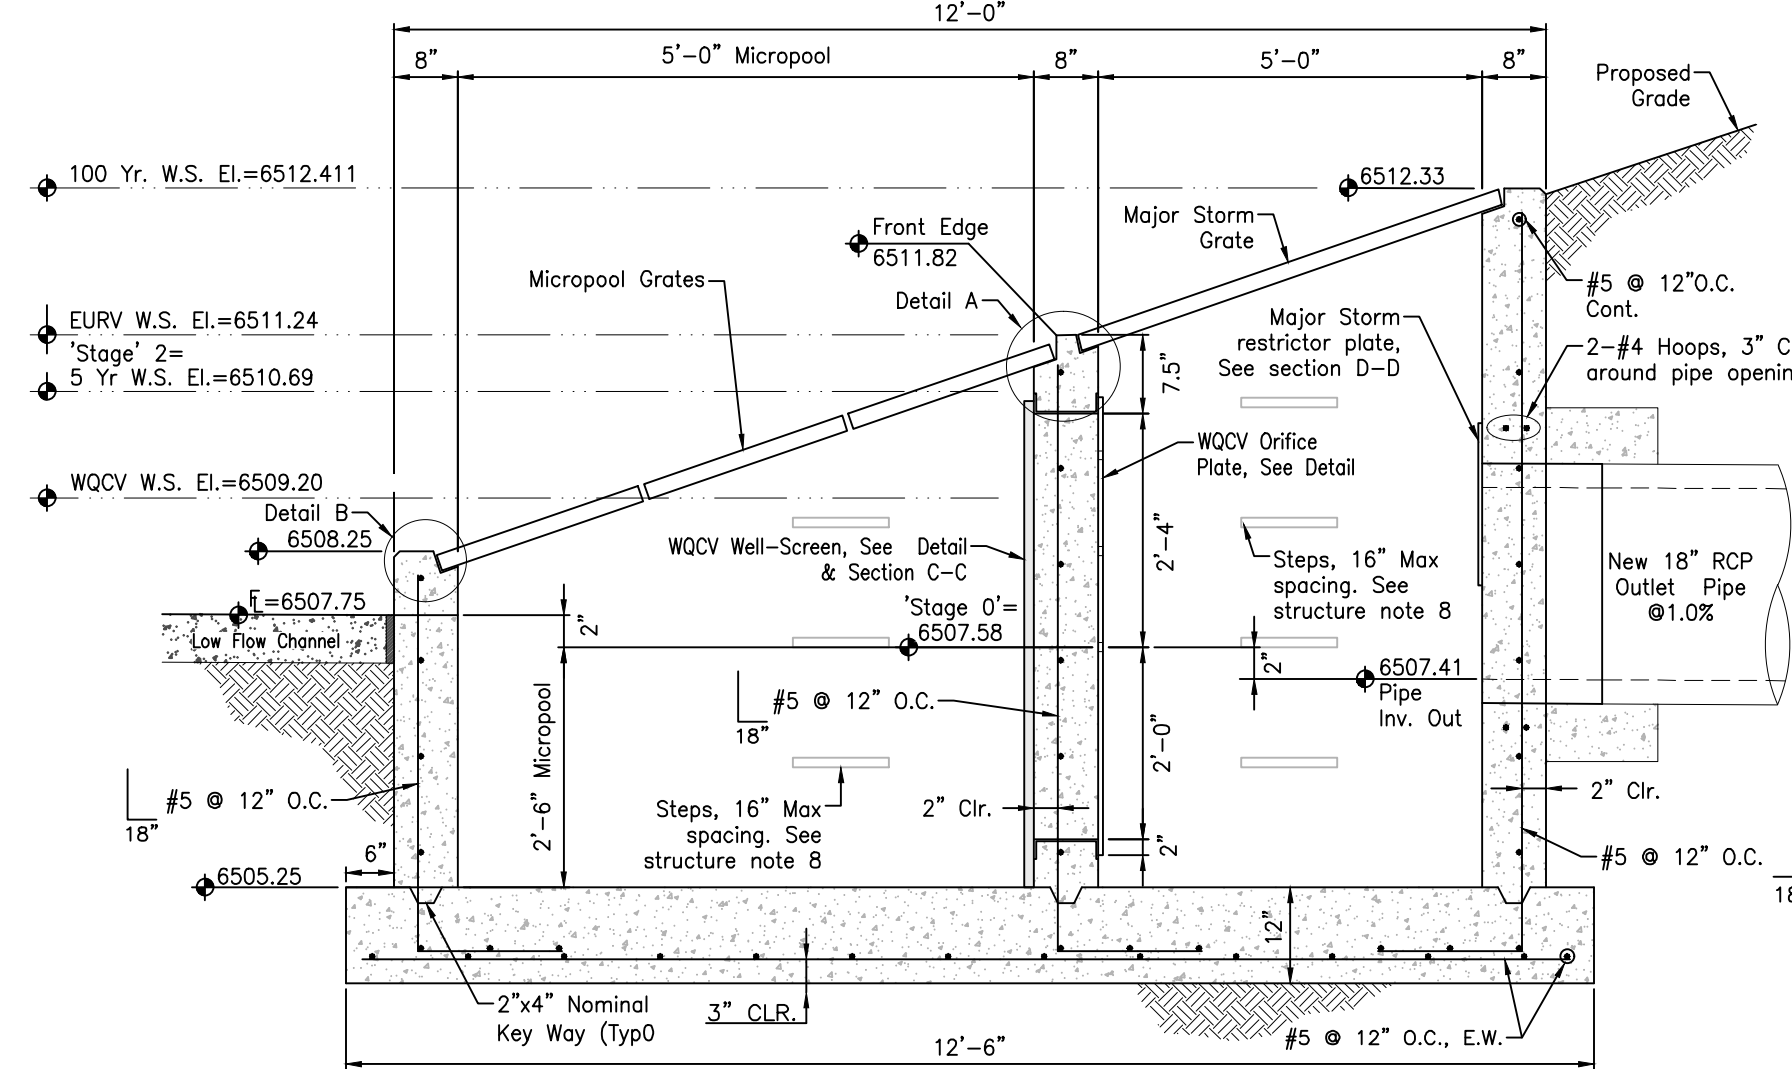 12'-0"
8"
5'-0" Micropool
8"
5'-0"
8"
Proposed
Grade
100 Yr. W.S. El.=6512.411
6512.33
Front Edge
6511.82
Major Storm
Grate
Micropool Grates
Detail A
#5 @ 12"O.C.
Cont.
EURV W.S. El.=6511.24
'Stage' 2=
5 Yr W.S. El.=6510.69
Major Storm
restrictor plate,
See section D-D
2-#4 Hoops, 3" C
around pipe openin
7.5"
WQCV Orifice
Plate, See Detail
WQCV W.S. El.=6509.20
Detail B
6508.25
WQCV Well-Screen, See Detail
& Section C-C
2'-4"
Steps, 16" Max
spacing. See
structure note 8
New 18" RCP
Outlet Pipe
@1.0%
=6507.75
Low Flow Channel
2"
'Stage 0'=
6507.58
2"
6507.41
Pipe
Inv. Out
#5 @ 12" O.C.
18"
2'-6" Micropool
2'-0"
#5 @ 12" O.C.
18"
Steps, 16" Max
spacing. See
structure note 8
2" Clr.
2" Clr.
2"
#5 @ 12" O.C.
18
6"
6505.25
12"
2"x4" Nominal
Key Way (Typ0
3" CLR.
#5 @ 12" O.C., E.W.
12'-6"